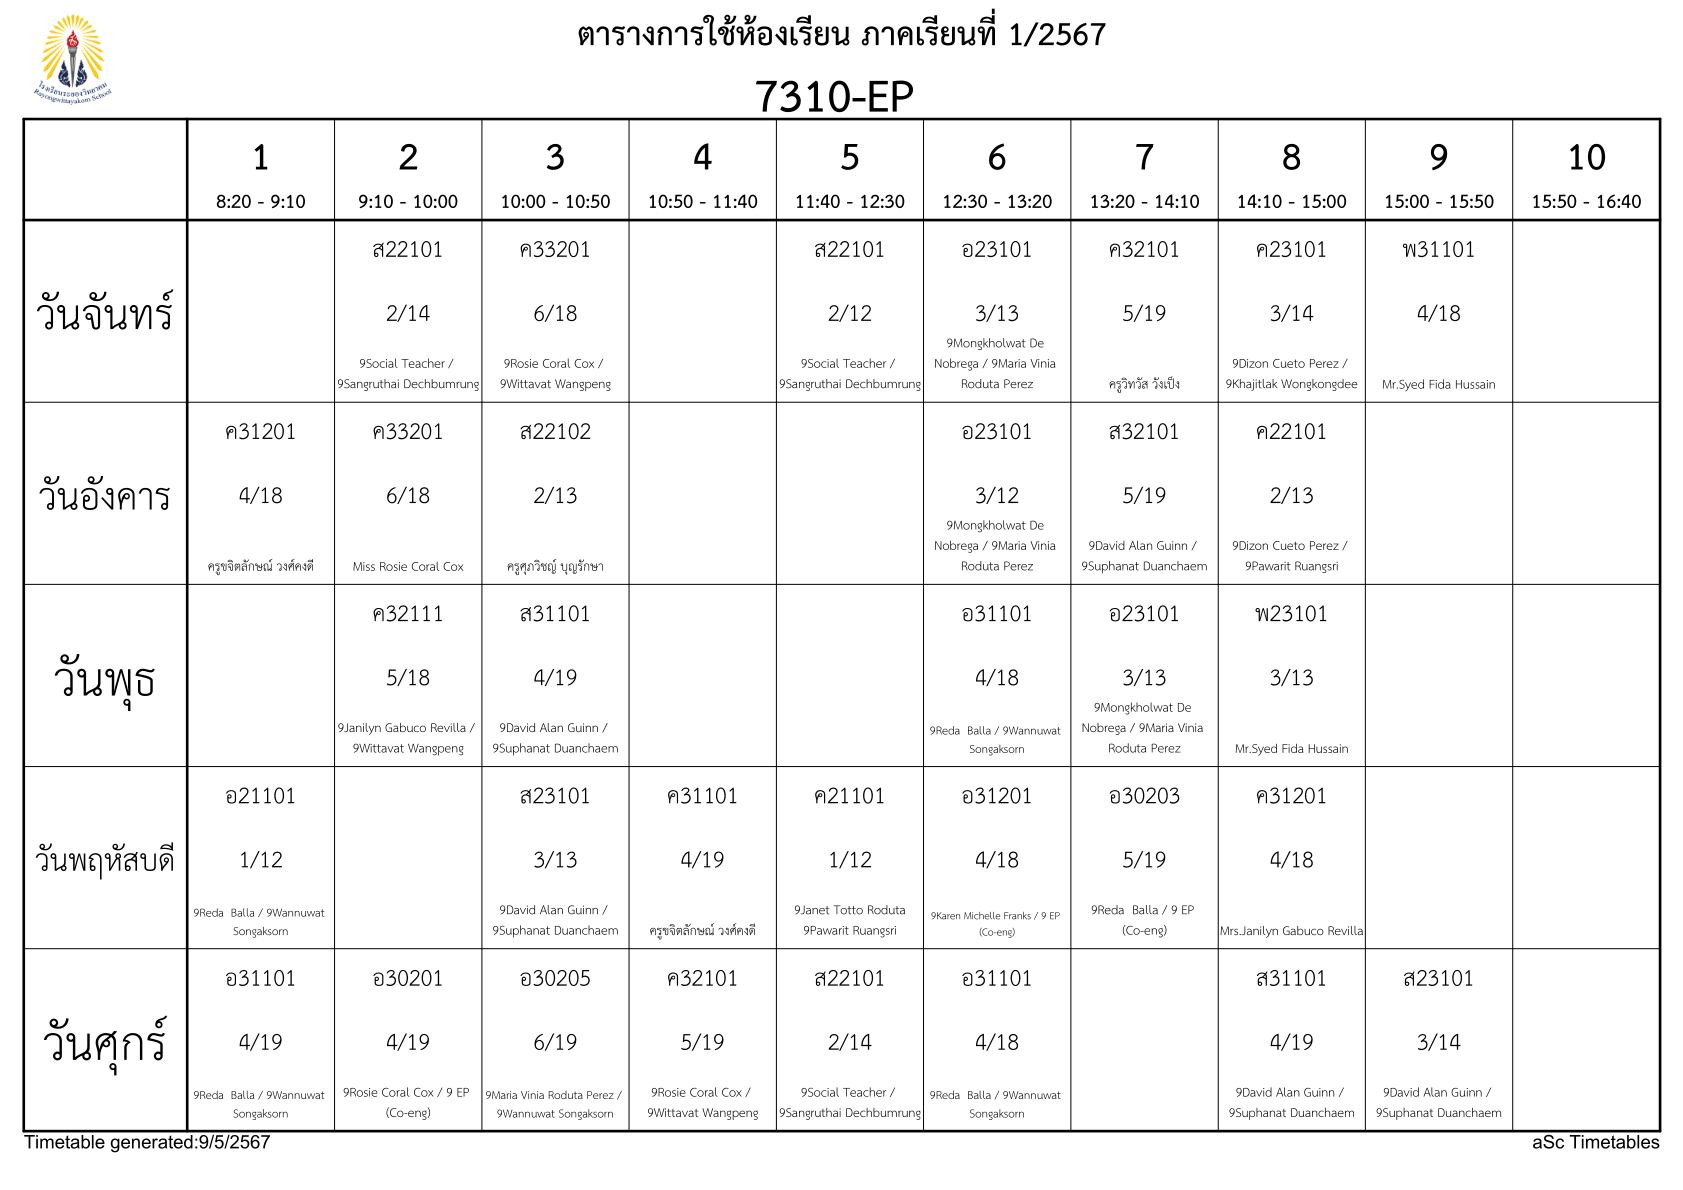 ตารางการใช้ห้องเรียน ภาคเรียนที่ 1/2567
โรงเรียนระยองวิทยาคม
Rayongwittayakom School
7310-EP
1 2 3 4 5 6 7 8 9 10
8:20 - 9:10 9:10 - 10:00 10:00 - 10:50 10:50 - 11:40 11:40 - 12:30 12:30 - 13:20 13:20 - 14:10 14:10 - 15:00 15:00 - 15:50 15:50 - 16:40
วันจันทร์
ส22101
2/14
9Social Teacher /
9Sangruthai Dechbumrung
ค33201
6/18
9Rosie Coral Cox /
9Wittavat Wangpeng
ส22101
2/12
9Social Teacher /
9Sangruthai Dechbumrung
อ23101
3/13
9Mongkholwat De
Nobrega / 9Maria Vinia
Roduta Perez
ค32101
5/19
ครูวิทวัส วังเป็ง
ค23101
3/14
9Dizon Cueto Perez /
9Khajitlak Wongkongdee
พ31101
4/18
Mr.Syed Fida Hussain
วันอังคาร
ค31201
4/18
ครูขจิตลักษณ์ วงศ์คงดี
ค33201
6/18
Miss Rosie Coral Cox
ส22102
2/13
ครูศุภวิชญ์ บุญรักษา
อ23101
3/12
9Mongkholwat De
Nobrega / 9Maria Vinia
Roduta Perez
ส32101
5/19
9David Alan Guinn /
9Suphanat Duanchaem
ค22101
2/13
9Dizon Cueto Perez /
9Pawarit Ruangsri
วันพุธ
ค32111
5/18
9Janilyn Gabuco Revilla /
9Wittavat Wangpeng
ส31101
4/19
9David Alan Guinn /
9Suphanat Duanchaem
อ31101
4/18
9Reda  Balla / 9Wannuwat
Songaksorn
อ23101
3/13
9Mongkholwat De
Nobrega / 9Maria Vinia
Roduta Perez
พ23101
3/13
Mr.Syed Fida Hussain
วันพฤหัสบดี
อ21101
1/12
9Reda  Balla / 9Wannuwat
Songaksorn
ส23101
3/13
9David Alan Guinn /
9Suphanat Duanchaem
ค31101
4/19
ครูขจิตลักษณ์ วงศ์คงดี
ค21101
1/12
9Janet Totto Roduta
9Pawarit Ruangsri
อ31201
4/18
9Karen Michelle Franks / 9 EP
(Co-eng)
อ30203
5/19
9Reda  Balla / 9 EP
(Co-eng)
ค31201
4/18
Mrs.Janilyn Gabuco Revilla
วันศุกร์
อ31101
4/19
9Reda  Balla / 9Wannuwat
Songaksorn
อ30201
4/19
9Rosie Coral Cox / 9 EP
(Co-eng)
อ30205
6/19
9Maria Vinia Roduta Perez /
9Wannuwat Songaksorn
ค32101
5/19
9Rosie Coral Cox /
9Wittavat Wangpeng
ส22101
2/14
9Social Teacher /
9Sangruthai Dechbumrung
อ31101
4/18
9Reda  Balla / 9Wannuwat
Songaksorn
ส31101
4/19
9David Alan Guinn /
9Suphanat Duanchaem
ส23101
3/14
9David Alan Guinn /
9Suphanat Duanchaem
Timetable generated:9/5/2567
aSc Timetables